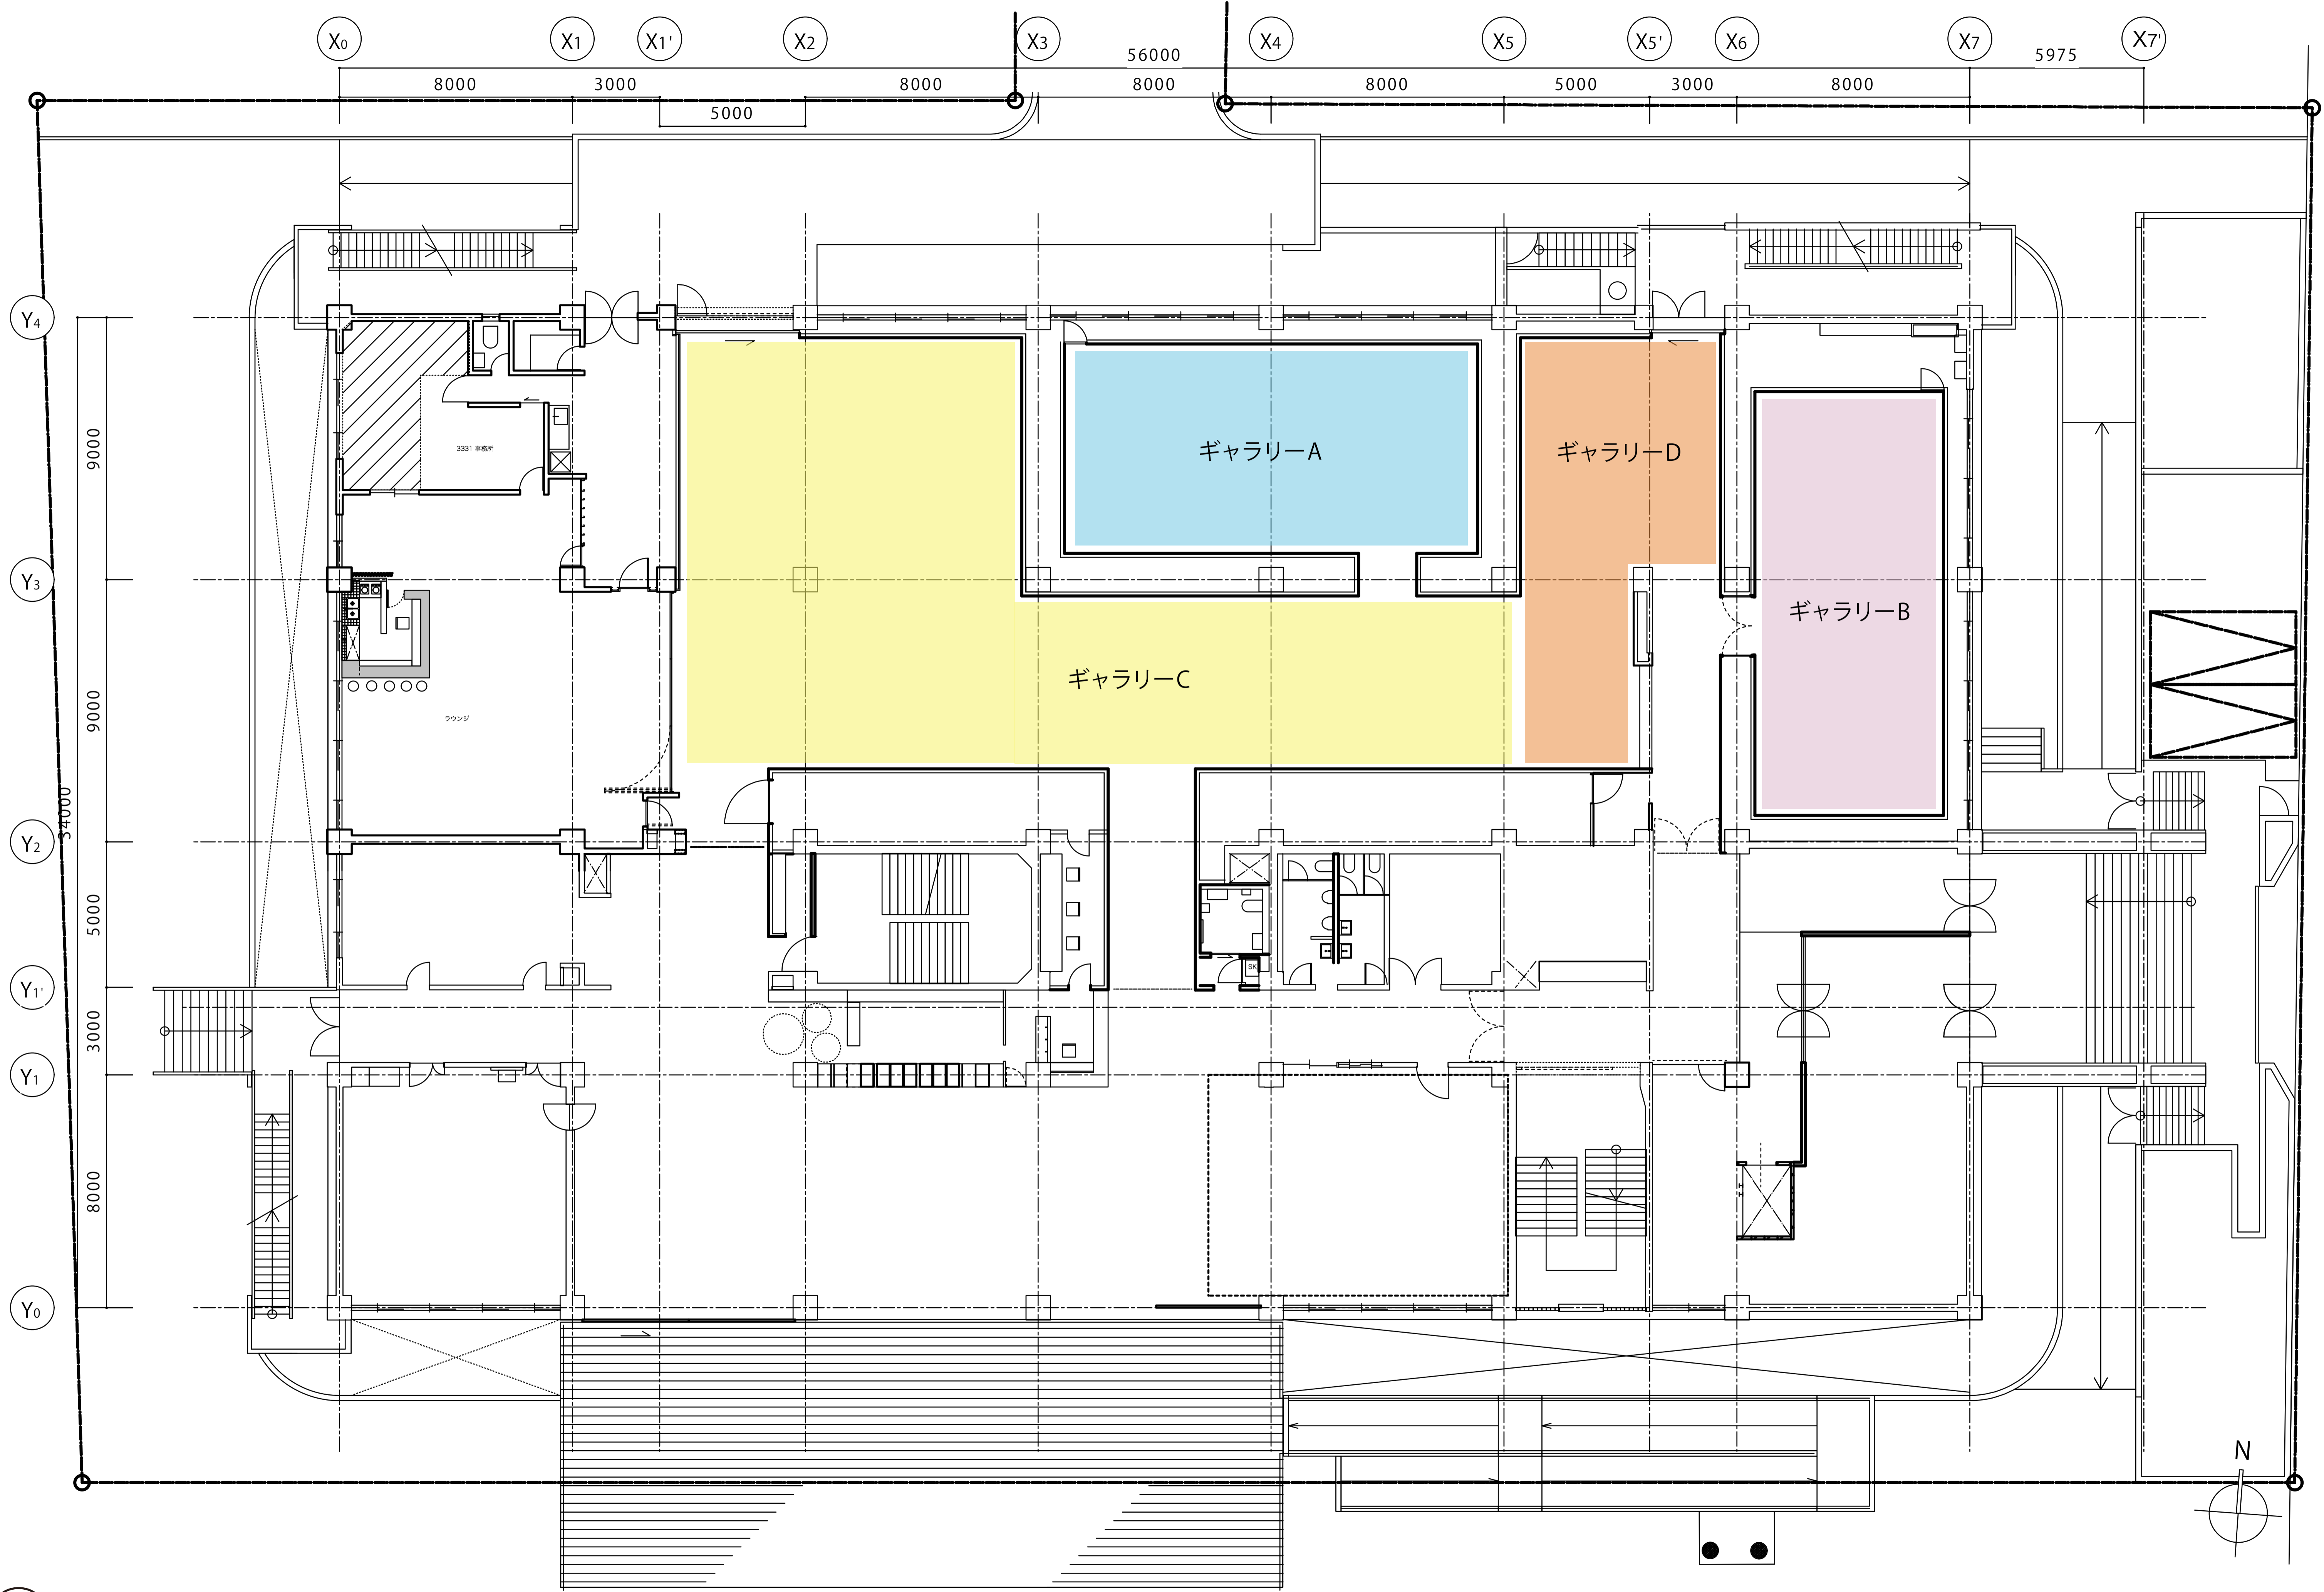 X0 X1 X1' X2 X3 X4 X5 X5' X6 X7 X7'
56000 5975
8000 3000 8000 8000 8000 5000 3000 8000
5000
Y4
9000
ギャラリーA
ギャラリーD
3331 事務所
Y3
ギャラリーB
ギャラリーC
9000
ラウンジ
34000
Y2
5000
SK
Y1'
3000
Y1
8000
Y0
N